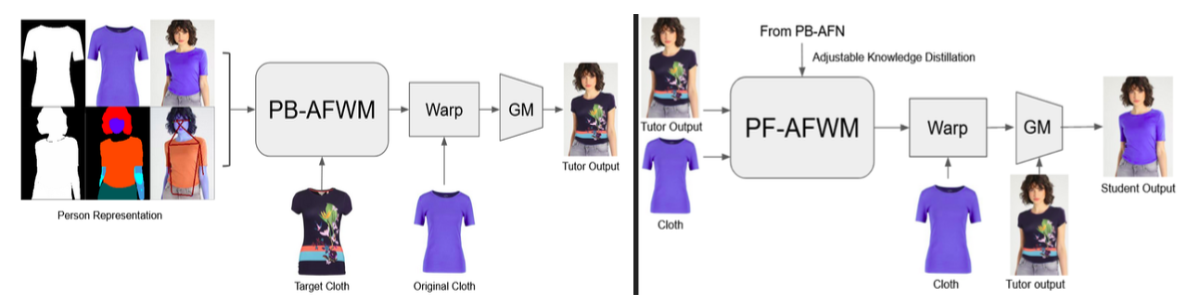 PB-AFWM
Warp
GM
Tutor Output
Person Representation
Target Cloth
Original Cloth
From PB-AFN
Adjustable Knowledge Distillation
Tutor Output
PF-AFWM
Warp
GM
Student Output
Cloth
Cloth
Tutor output